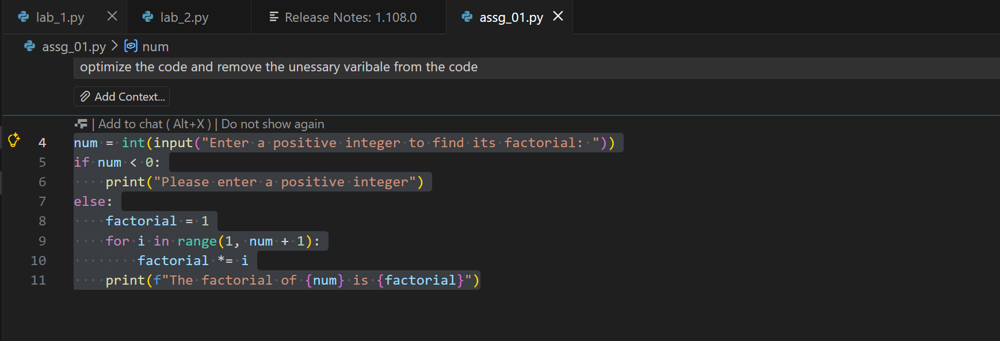 lab_1.py
lab_2.py
Release Notes: 1.108.0
assg_01.py
assg_01.py > num
optimize the code and remove the unessary varibale from the code
Add Context...
| Add to chat ( Alt+X ) | Do not show again
4 num = int(input("Enter a positive integer to find its factorial: "))
5 if num < 0:
6     print("Please enter a positive integer")
7 else:
8     factorial = 1
9     for i in range(1, num + 1):
10         factorial *= i
11     print(f"The factorial of {num} is {factorial}")